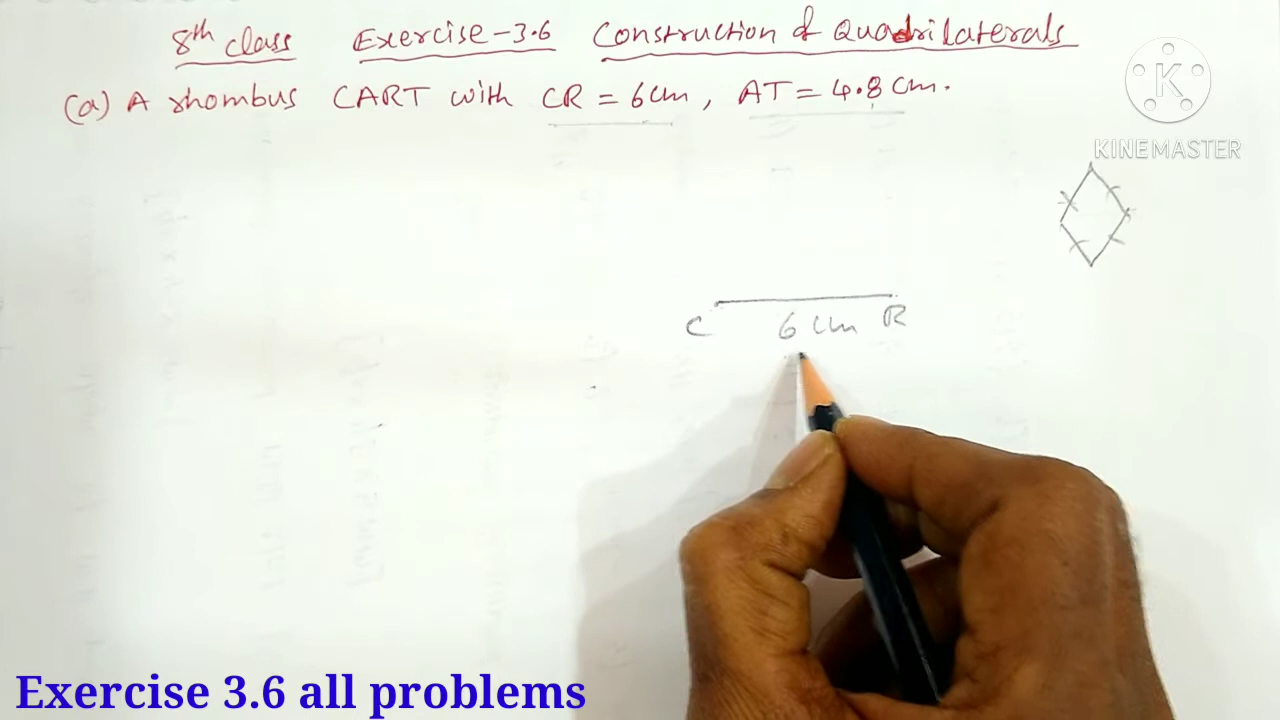 8th class Exercise-3.6 Construction of Quadrilaterals
(a) A rhombus CART with CR = 6cm, AT = 4.8 cm.
K
KINEMASTER
C 6 cm R
Exercise 3.6 all problems